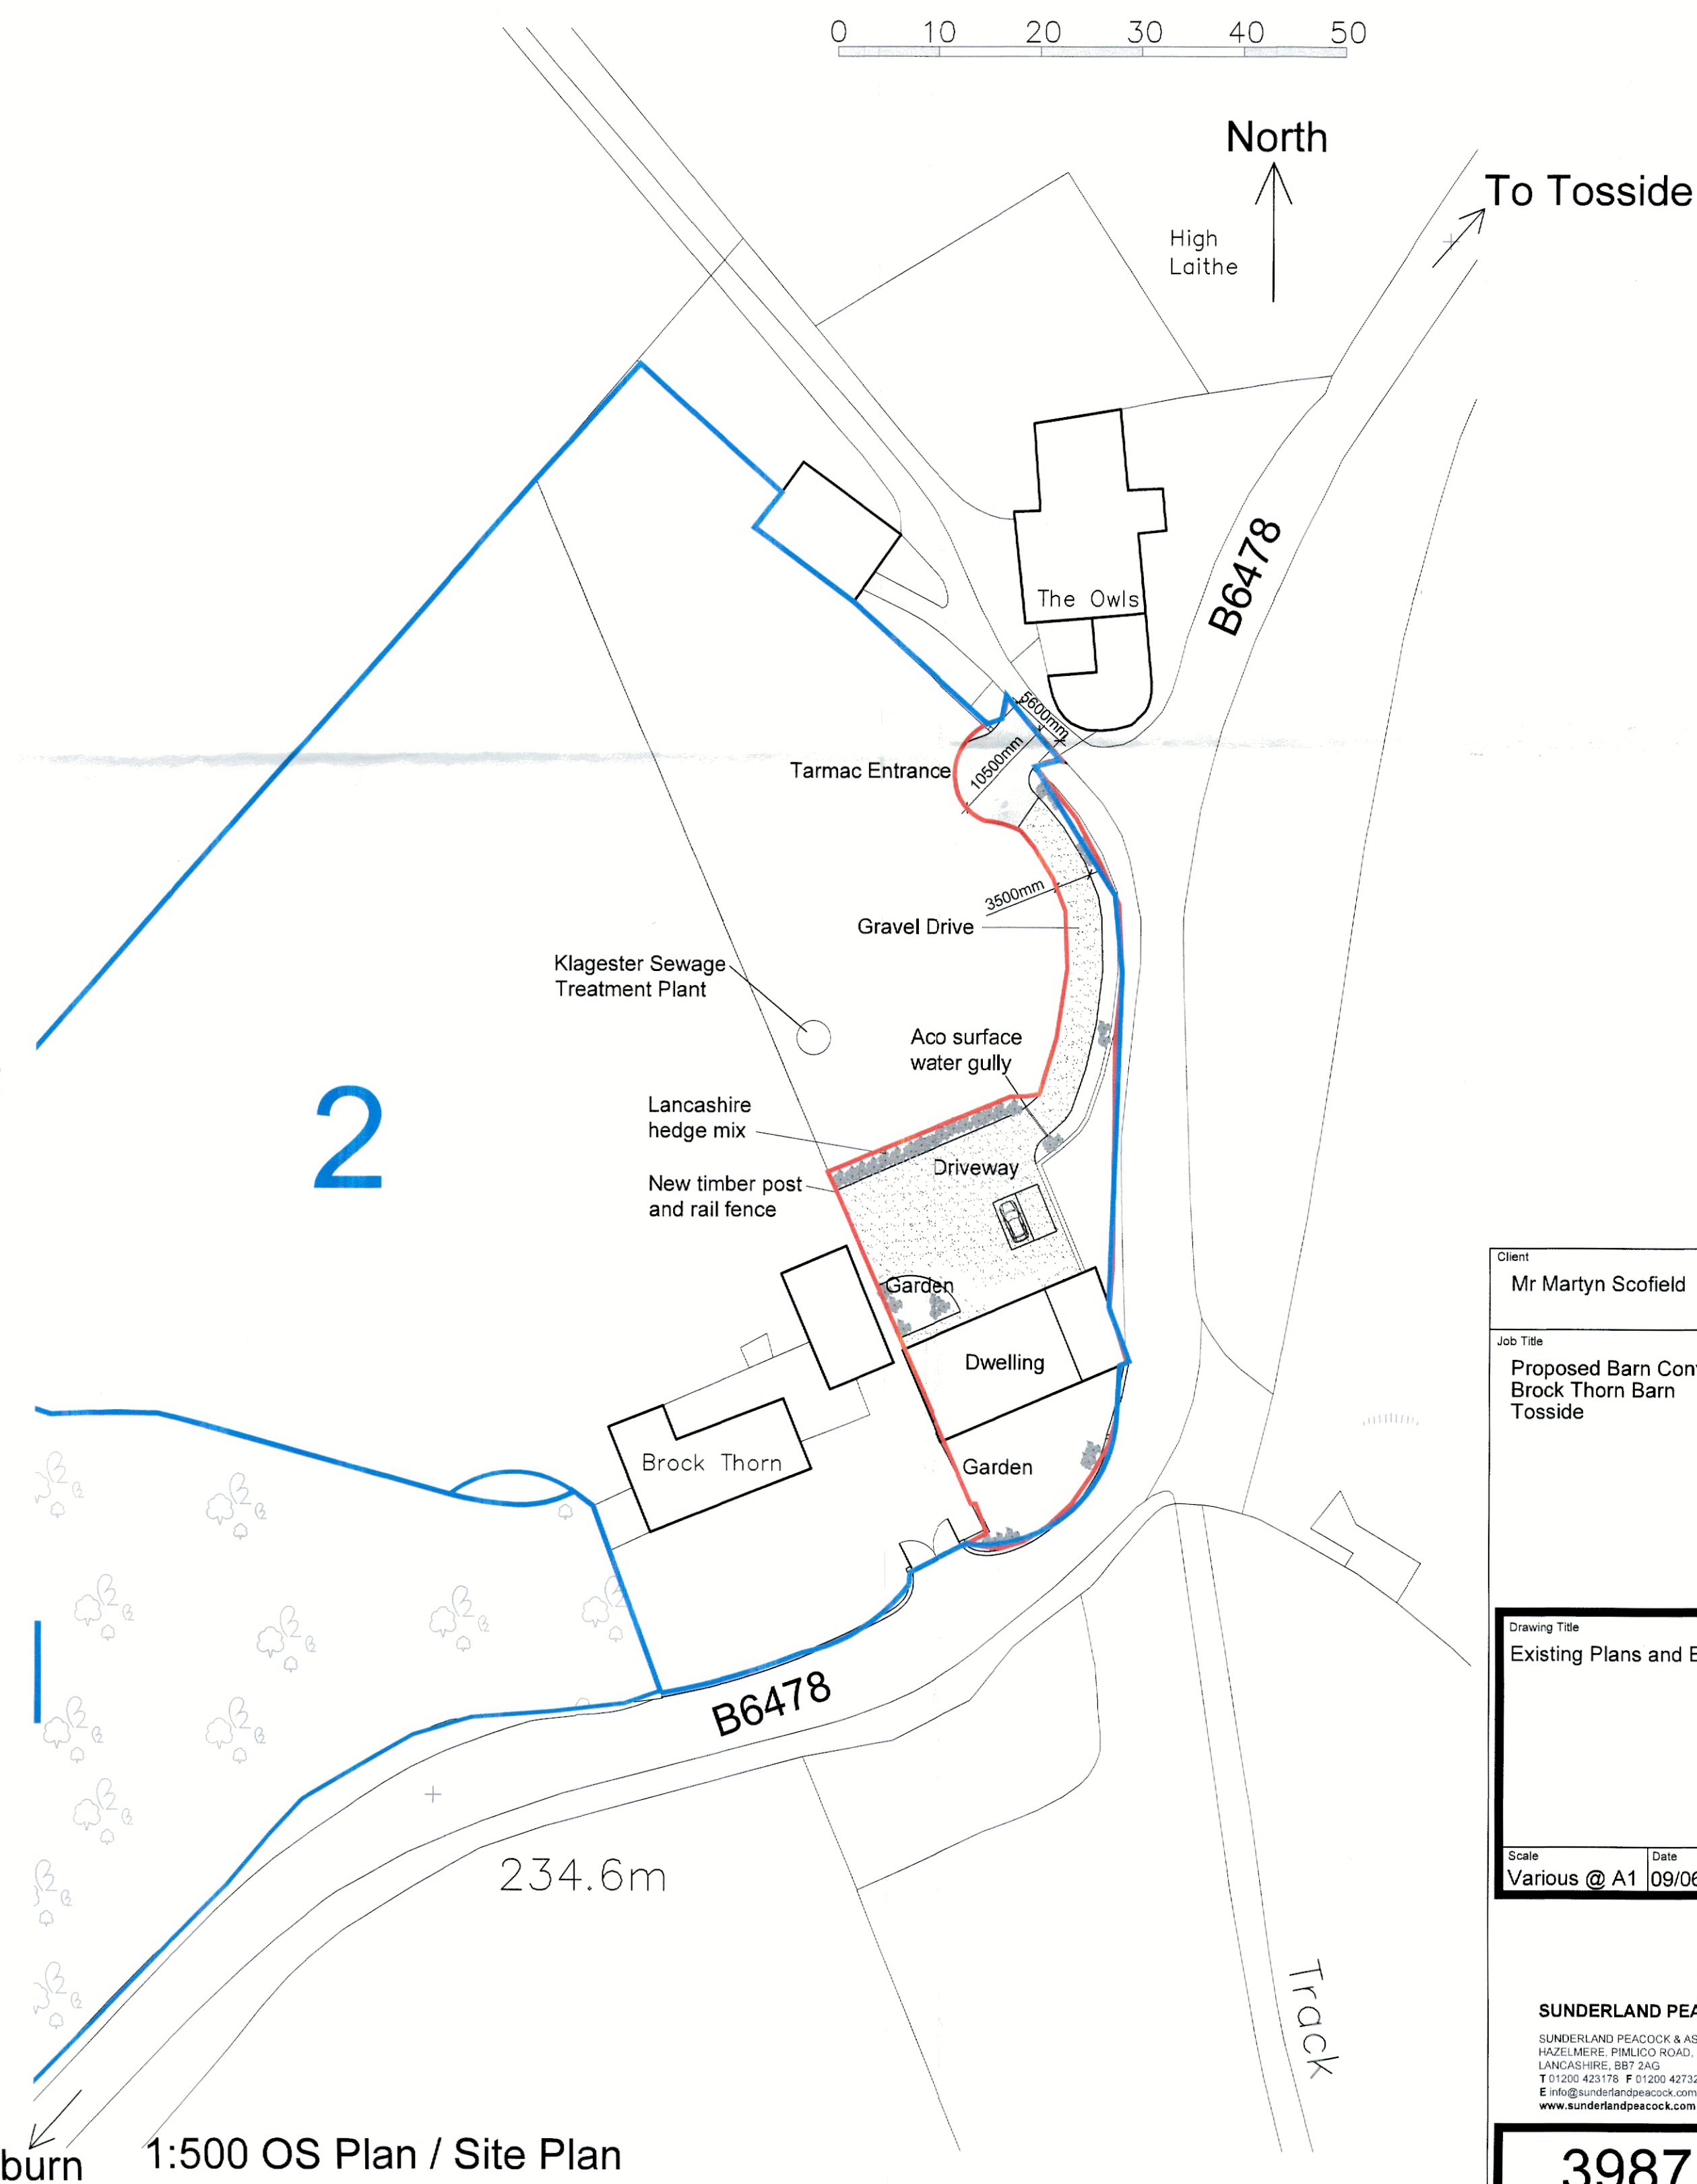 0 10 20 30 40 50
North
To Tosside
High
Laithe
B6478
The Owls
5600mm
10500mm
Tarmac Entrance
3500mm
Gravel Drive
Klagester Sewage
Treatment Plant
Aco surface
water gully
Lancashire
hedge mix
2
Driveway
New timber post
and rail fence
Garden
Dwelling
Brock Thorn
Garden
B6478
234.6m
Track
burn
1:500 OS Plan / Site Plan
Client
Mr Martyn Scofield
Job Title
Proposed Barn Con
Brock Thorn Barn
Tosside
Drawing Title
Existing Plans and E
Scale
Date
Various @ A1
09/06
SUNDERLAND PEA
SUNDERLAND PEACOCK & AS
HAZELMERE, PIMLICO ROAD,
LANCASHIRE, BB7 2AG
T 01200 423178 F 01200 42732
E info@sunderlandpeacock.com
www.sunderlandpeacock.com
3987